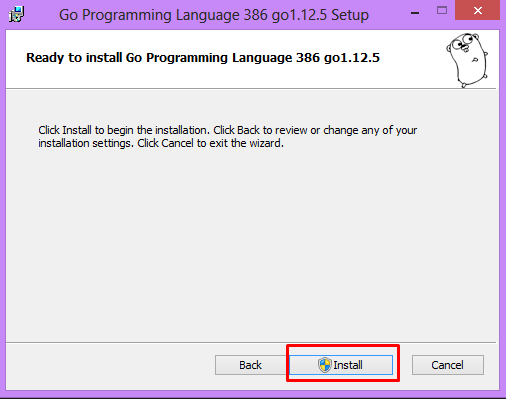 Go Programming Language 386 go1.12.5 Setup
Ready to install Go Programming Language 386 go1.12.5
Click Install to begin the installation. Click Back to review or change any of your
installation settings. Click Cancel to exit the wizard.
Back Install Cancel